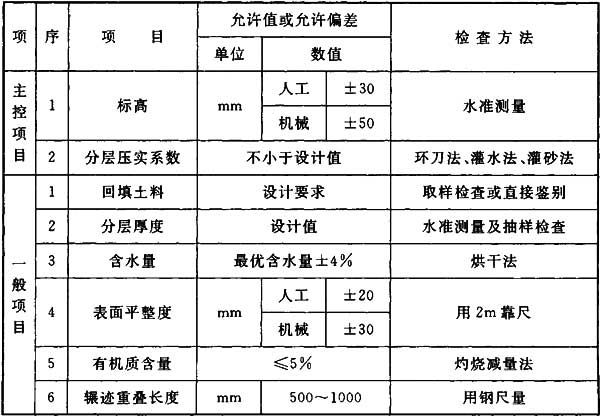 项 序 项 目 允许值或允许偏差 检查方法
单位 数值
主控项目 1 标高 mm 人工 ±30 水准测量
机械 ±50
2 分层压实系数 不小于设计值 环刀法、灌水法、灌砂法
一般项目 1 回填土料 设计要求 取样检查或直接鉴别
2 分层厚度 设计值 水准测量及抽样检查
3 含水量 最优含水量±4% 烘干法
4 表面平整度 mm 人工 ±20 用2m靠尺
机械 ±30
5 有机质含量 ≤5% 灼烧减量法
6 辗迹重叠长度 mm 500~1000 用钢尺量